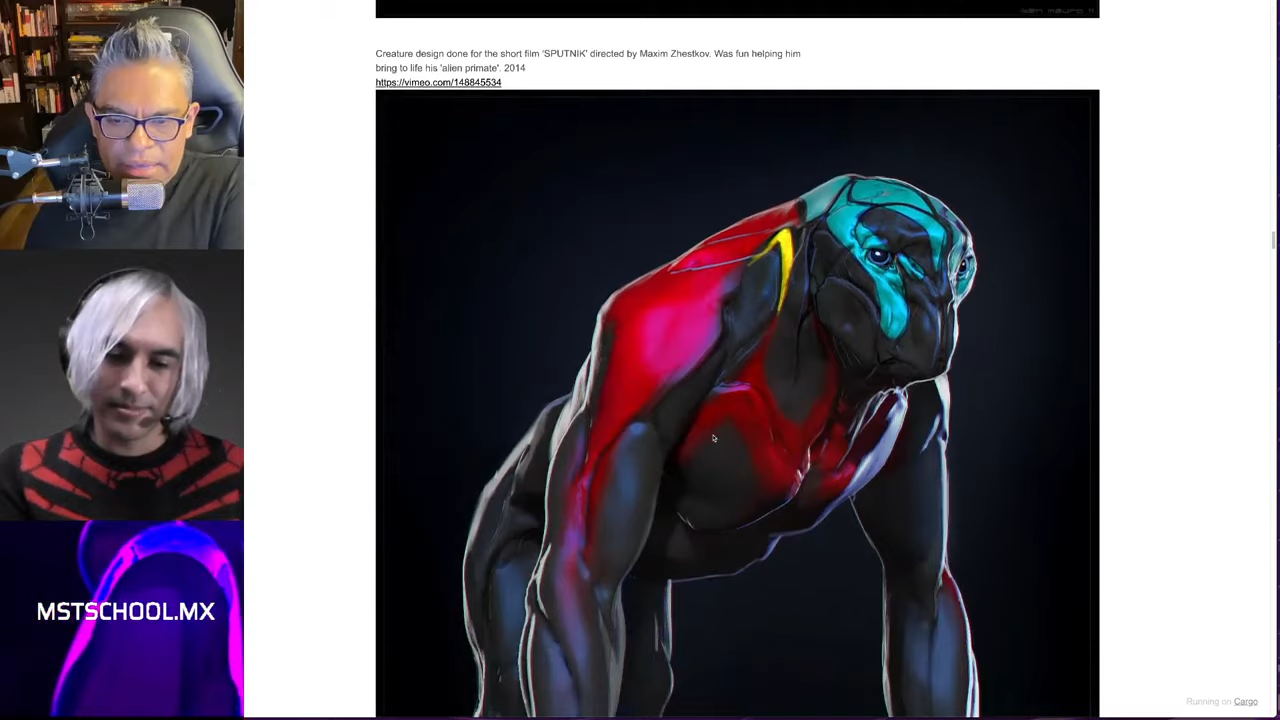 Creature design done for the short film 'SPUTNIK' directed by Maxim Zhestkov. Was fun helping him
bring to life his 'alien primate'. 2014
https://vimeo.com/148845534
MSTSCHOOL.MX
Running on Cargo